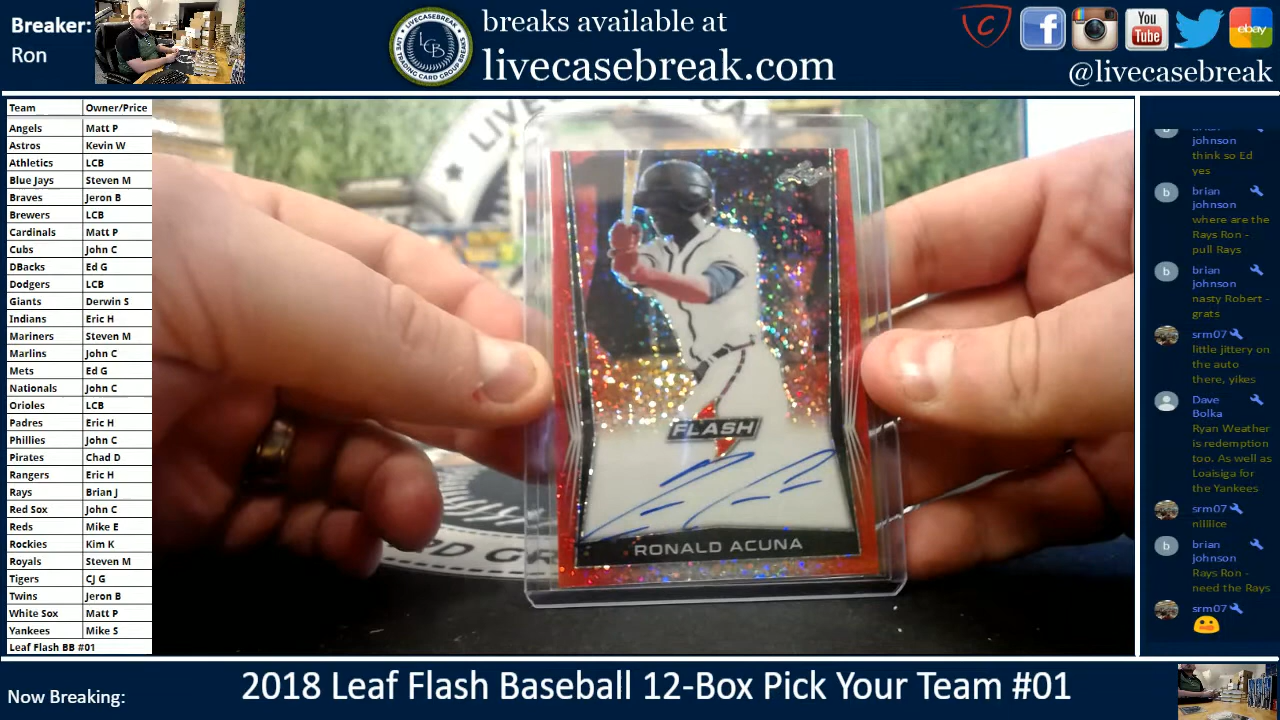 Breaker:
Ron
LCB
breaks available at
livecasebreak.com
You
Tube
ebay
@livecasebreak
Team Owner/Price
Angels Matt P
Astros Kevin W
Athletics LCB
Blue Jays Steven M
Braves Jeron B
Brewers LCB
Cardinals Matt P
Cubs John C
DBacks Ed G
Dodgers LCB
Giants Derwin S
Indians Eric H
Mariners Steven M
Marlins John C
Mets Ed G
Nationals John C
Orioles LCB
Padres Eric H
Phillies John C
Pirates Chad D
Rangers Eric H
Rays Brian J
Red Sox John C
Reds Mike E
Rockies Kim K
Royals Steven M
Tigers CJ G
Twins Jeron B
White Sox Matt P
Yankees Mike S
Leaf Flash BB #01
FLASH
RONALD ACUNA
brian
johnson
think so Ed
yes
brian
johnson
where are the
Rays Ron -
pull Rays
brian
johnson
nasty Robert -
grats
srm07
little jittery on
the auto
there, yikes
Dave
Bolka
Ryan Weather
is redemption
too. As well as
Loaisiga for
the Yankees
srm07
niiiice
brian
johnson
Rays Ron -
need the Rays
srm07
Now Breaking:
2018 Leaf Flash Baseball 12-Box Pick Your Team #01